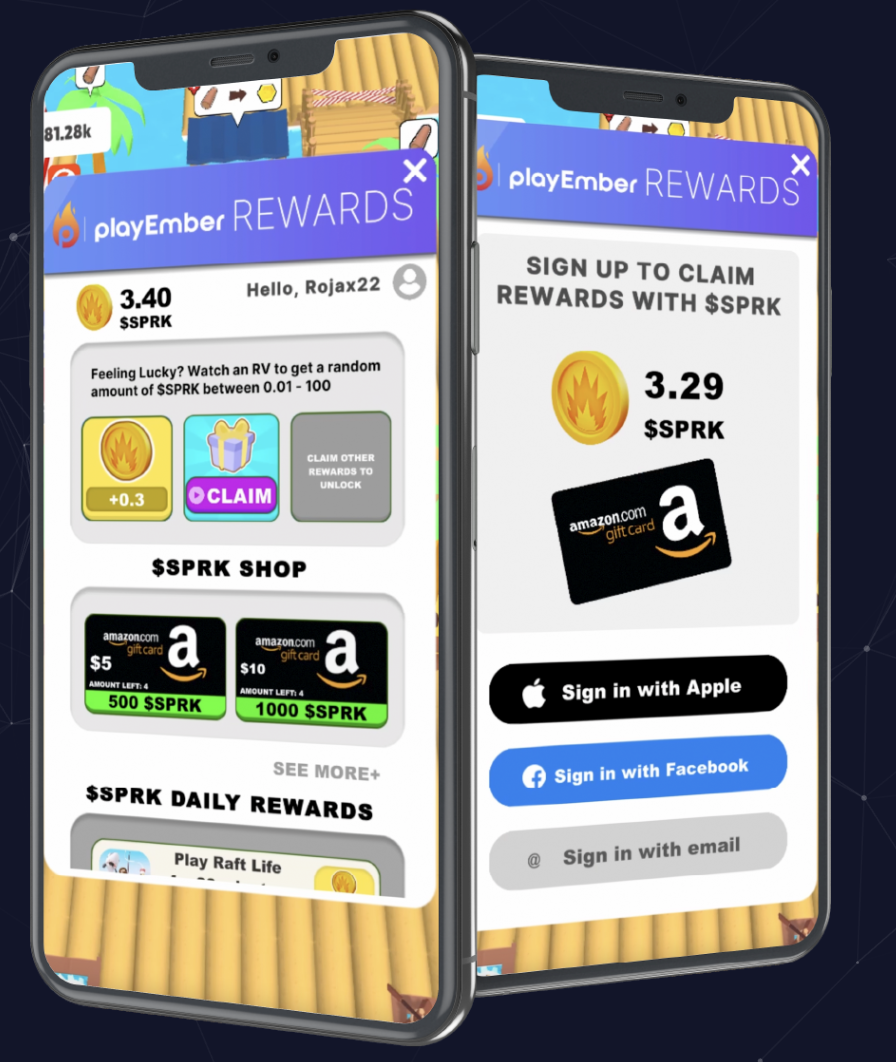 81.28k
playEmber REWARDS
3.40
$SPRK
Hello, Rojax22
Feeling Lucky? Watch an RV to get a random
amount of $SPRK between 0.01 - 100
+0.3
CLAIM
CLAIM OTHER
REWARDS TO
UNLOCK
$SPRK SHOP
amazon.com
gift card
a
$5
AMOUNT LEFT: 4
500 $SPRK
amazon.com
gift card
a
$10
AMOUNT LEFT: 4
1000 $SPRK
SEE MORE+
$SPRK DAILY REWARDS
Play Raft Life
playEmber REWARDS
SIGN UP TO CLAIM
REWARDS WITH $SPRK
3.29
$SPRK
amazon.com
gift card
a
Sign in with Apple
Sign in with Facebook
@ Sign in with email